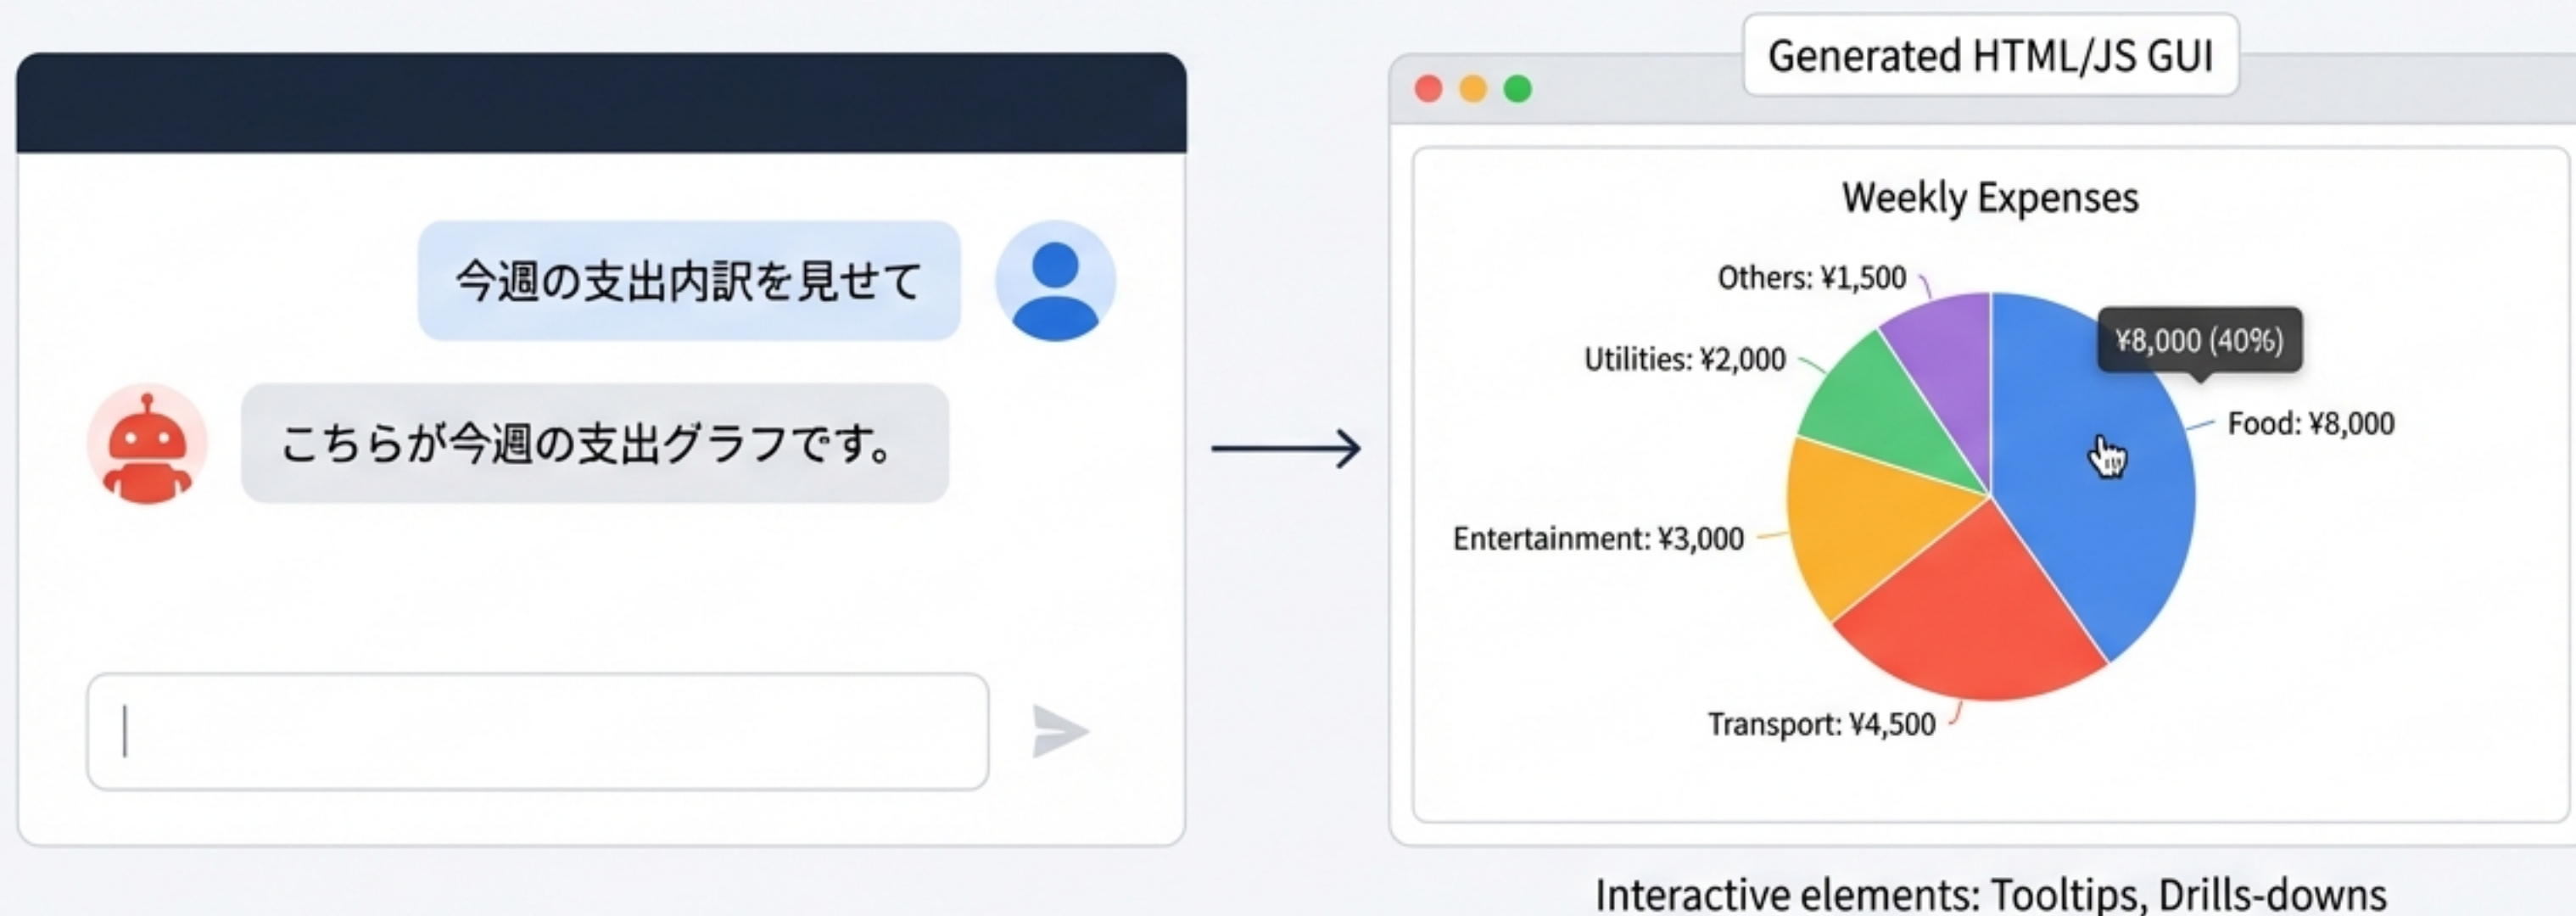 今週の支出内訳を見せて
こちらが今週の支出グラフです。
Generated HTML/JS GUI
Weekly Expenses
Others: ¥1,500
¥8,000 (40%)
Utilities: ¥2,000
Food: ¥8,000
Entertainment: ¥3,000
Transport: ¥4,500
Interactive elements: Tooltips, Drills-downs